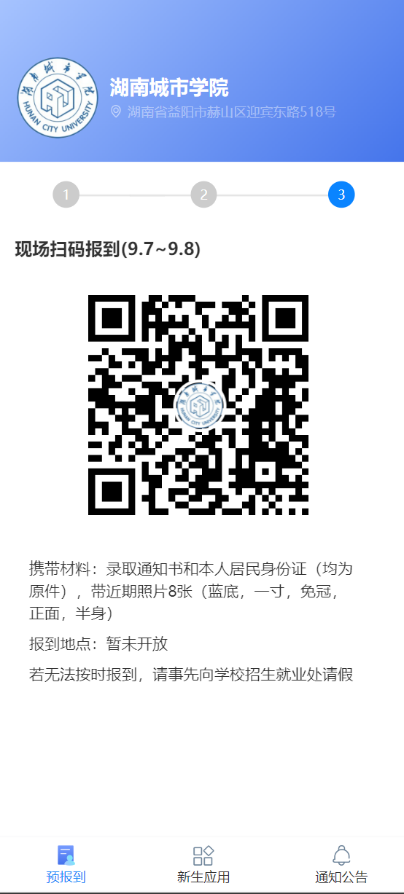 湖南城市学院
湖南省益阳市赫山区迎宾东路518号
HUNAN CITY UNIVERSITY
1
2
3
现场扫码报到(9.7~9.8)
携带材料：录取通知书和本人居民身份证（均为
原件），带近期照片8张（蓝底，一寸，免冠，
正面，半身）
报到地点：暂未开放
若无法按时报到，请事先向学校招生就业处请假
预报到
新生应用
通知公告